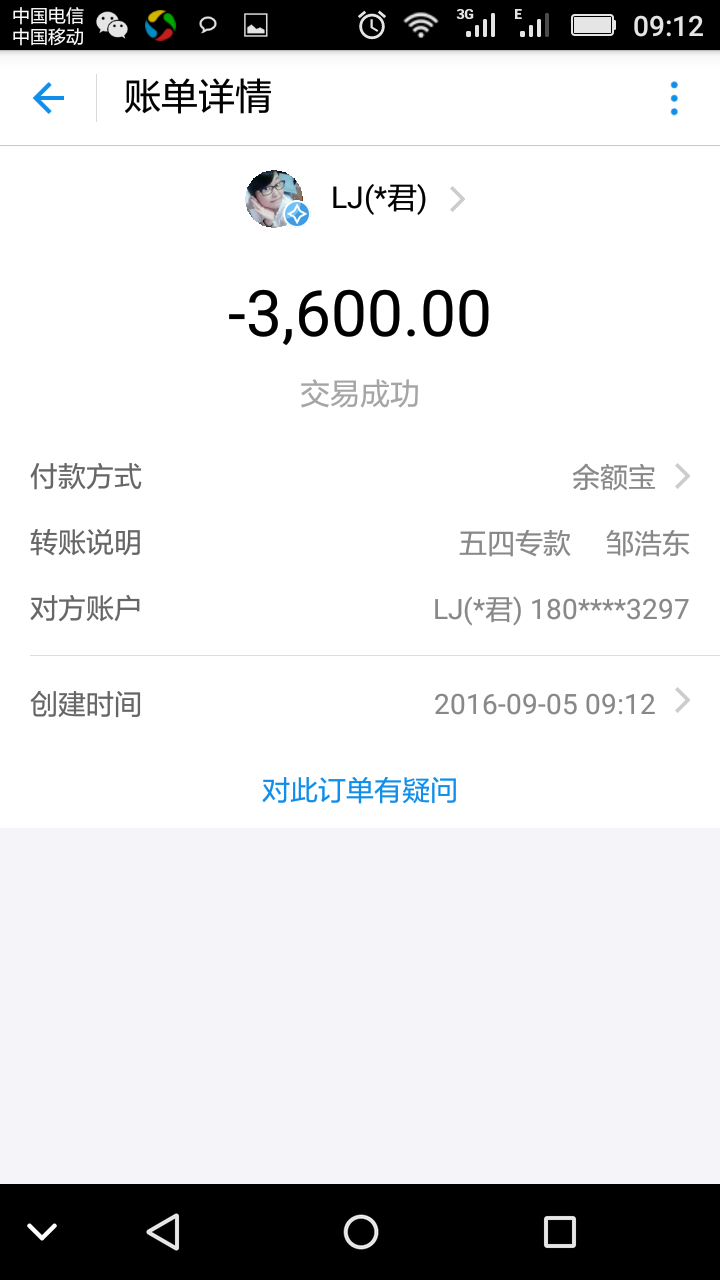 中国电信
中国移动
3G
E
09:12
账单详情
LJ(*君)
-3,600.00
交易成功
付款方式 余额宝
转账说明 五四专款 邹浩东
对方账户 LJ(*君) 180****3297
创建时间 2016-09-05 09:12
对此订单有疑问